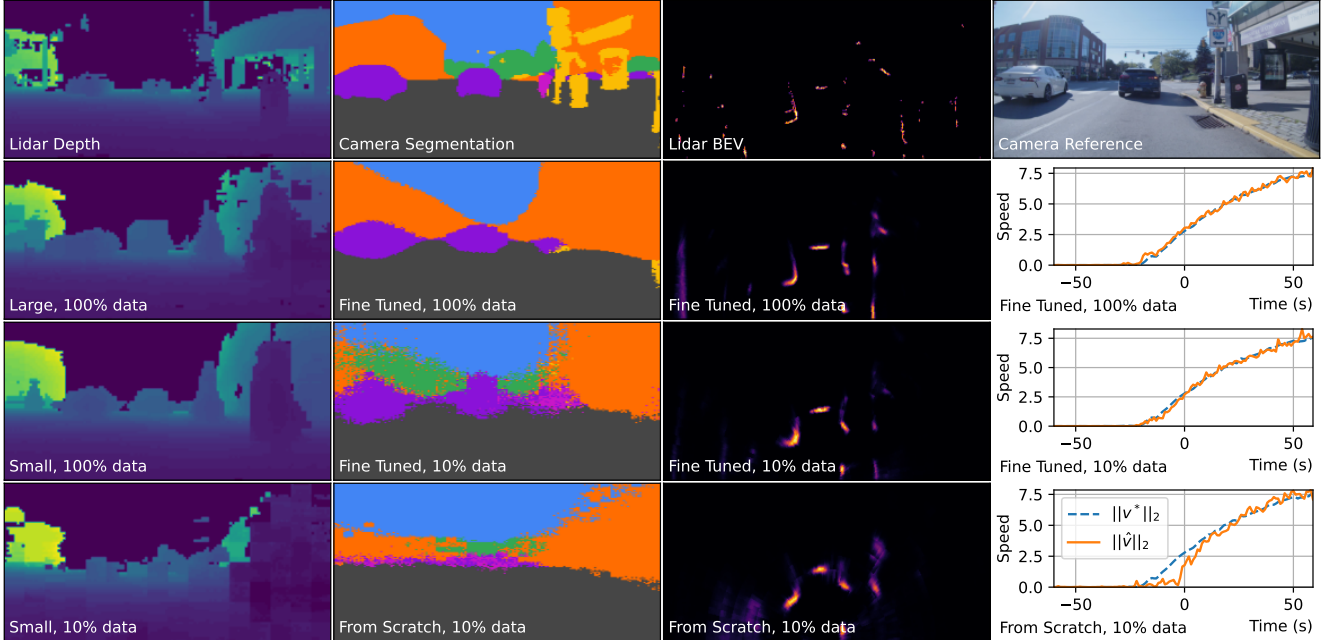 Lidar Depth
Camera Segmentation
Lidar BEV
Camera Reference
Large, 100% data
Fine Tuned, 100% data
Fine Tuned, 100% data
Speed
7.5
5.0
2.5
0.0
−50
0
50
Fine Tuned, 100% data
Time (s)
Small, 100% data
Fine Tuned, 10% data
Fine Tuned, 10% data
Speed
7.5
5.0
2.5
0.0
−50
0
50
Fine Tuned, 10% data
Time (s)
Small, 10% data
From Scratch, 10% data
From Scratch, 10% data
Speed
7.5
5.0
2.5
0.0
||v*||₂
||v̂||₂
−50
0
50
From Scratch, 10% data
Time (s)